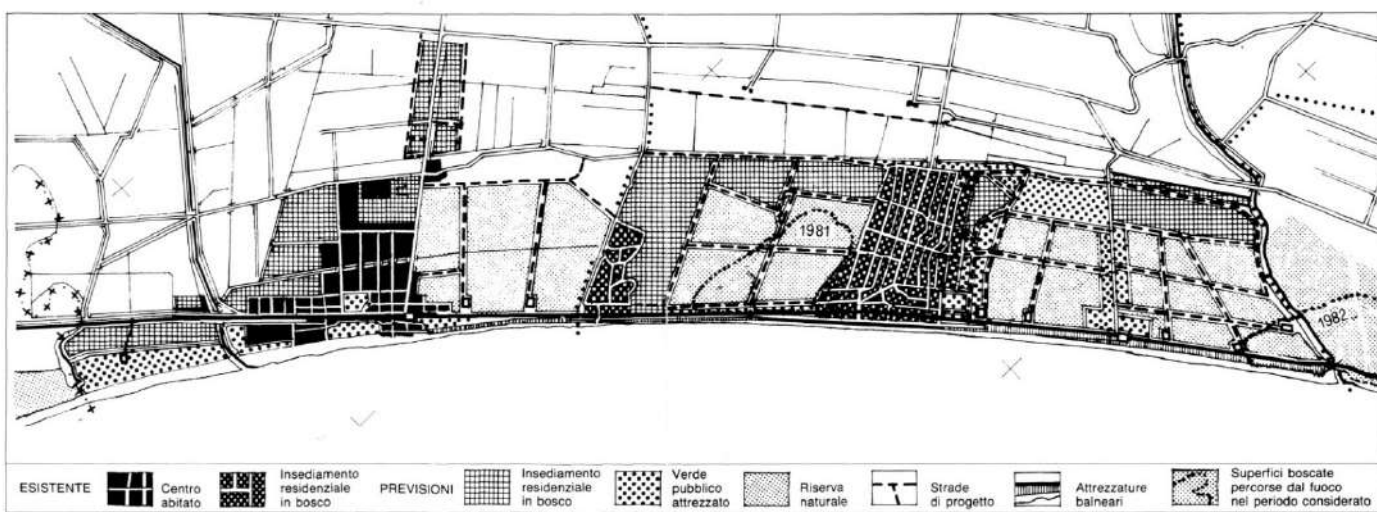 1981
1982
ESISTENTE
Centro
abitato
Insediamento
residenziale
in bosco
PREVISIONI
Insediamento
residenziale
in bosco
Verde
pubblico
attrezzato
Riserva
naturale
Strade
di progetto
Attrezzature
balneari
Superfici boscate
percorse dal fuoco
nel periodo considerato